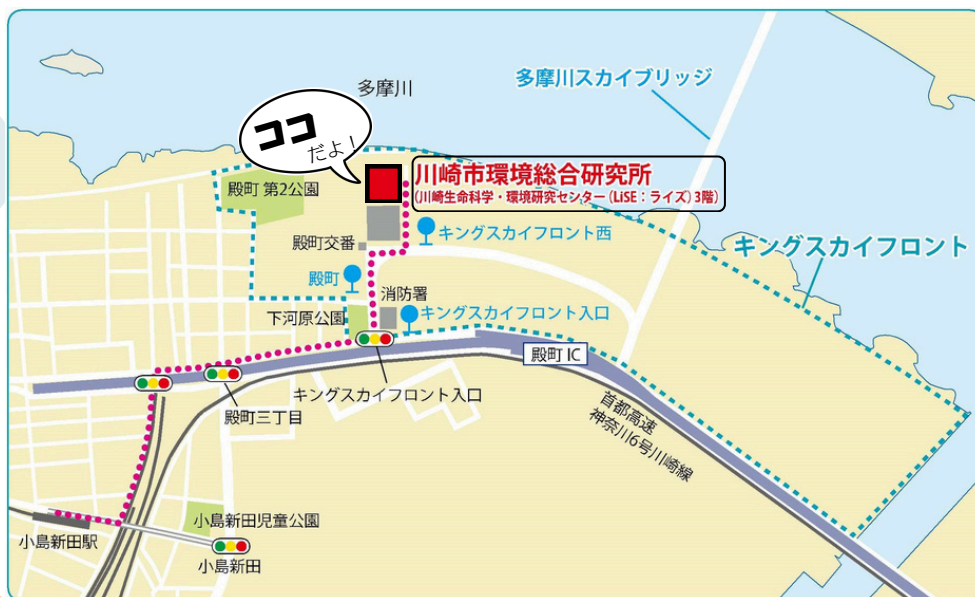 多摩川スカイブリッジ
多摩川
ココ
だよ！
川崎市環境総合研究所
(川崎生命科学・環境研究センター (LiSE：ライズ) 3階)
殿町 第2公園
キングスカイフロント西
殿町交番
キングスカイフロント
殿町
消防署
下河原公園
キングスカイフロント入口
殿町 IC
キングスカイフロント入口
殿町三丁目
首都高速
神奈川6号川崎線
小島新田児童公園
小島新田駅
小島新田